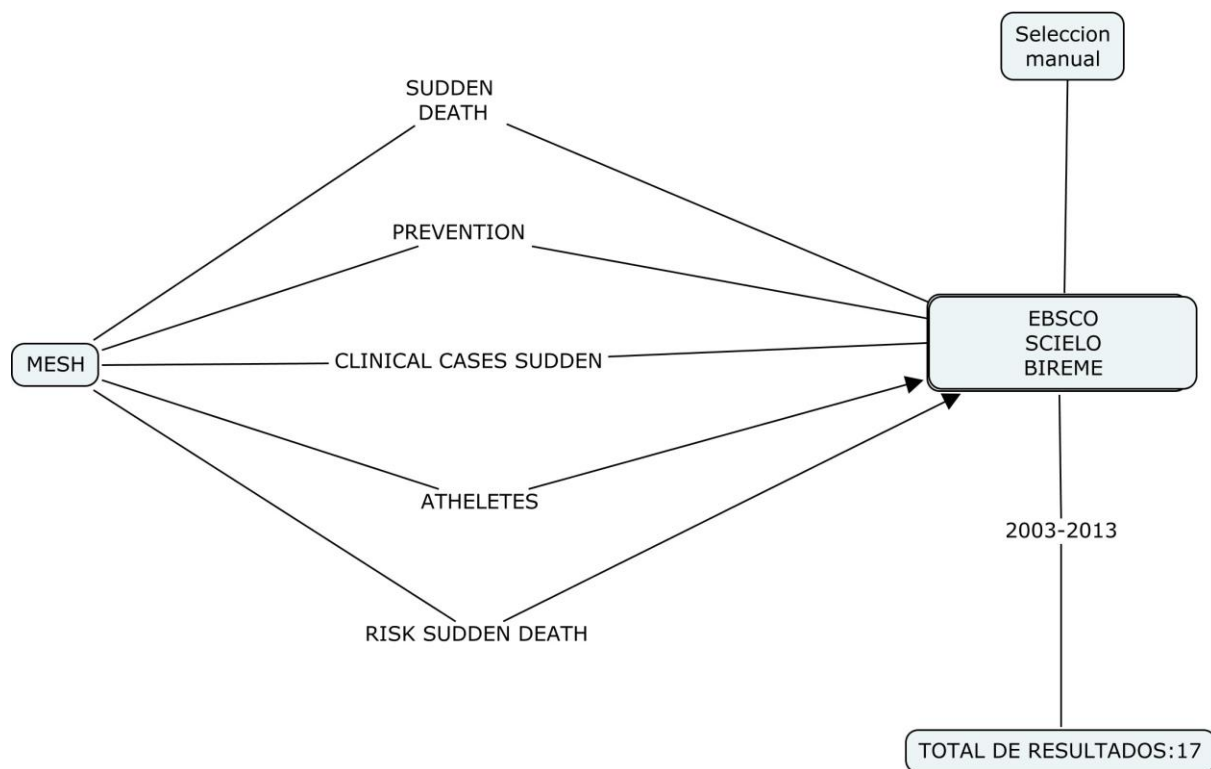 Seleccion
manual
SUDDEN
DEATH
PREVENTION
EBSCO
SCIELO
BIREME
MESH
CLINICAL CASES SUDDEN
ATHELETES
2003-2013
RISK SUDDEN DEATH
TOTAL DE RESULTADOS:17